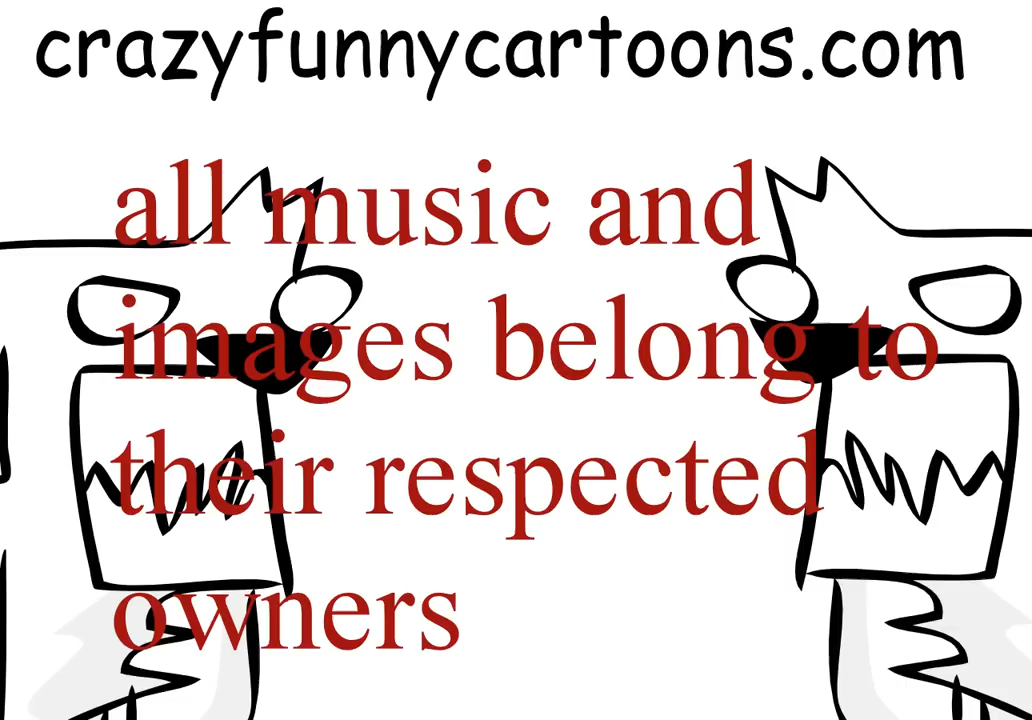 crazyfunnycartoons.com
all music and
images belong to
their respected
owners